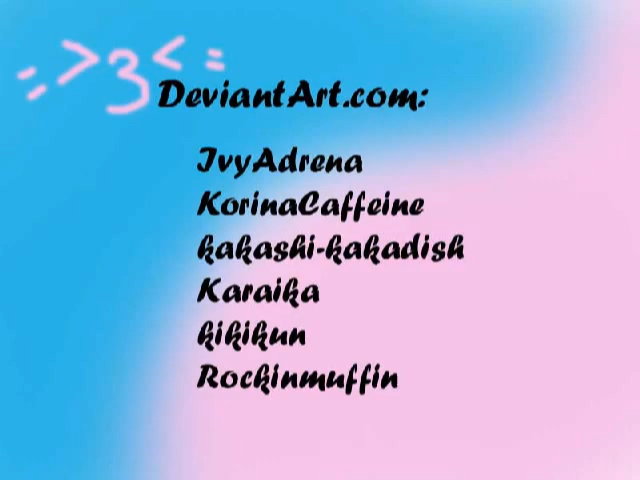 =>3<=
DeviantArt.com:
IvyAdrena
KorinaCaffeine
kakashi-kakadish
Karaika
kikikun
Rockinmuffin